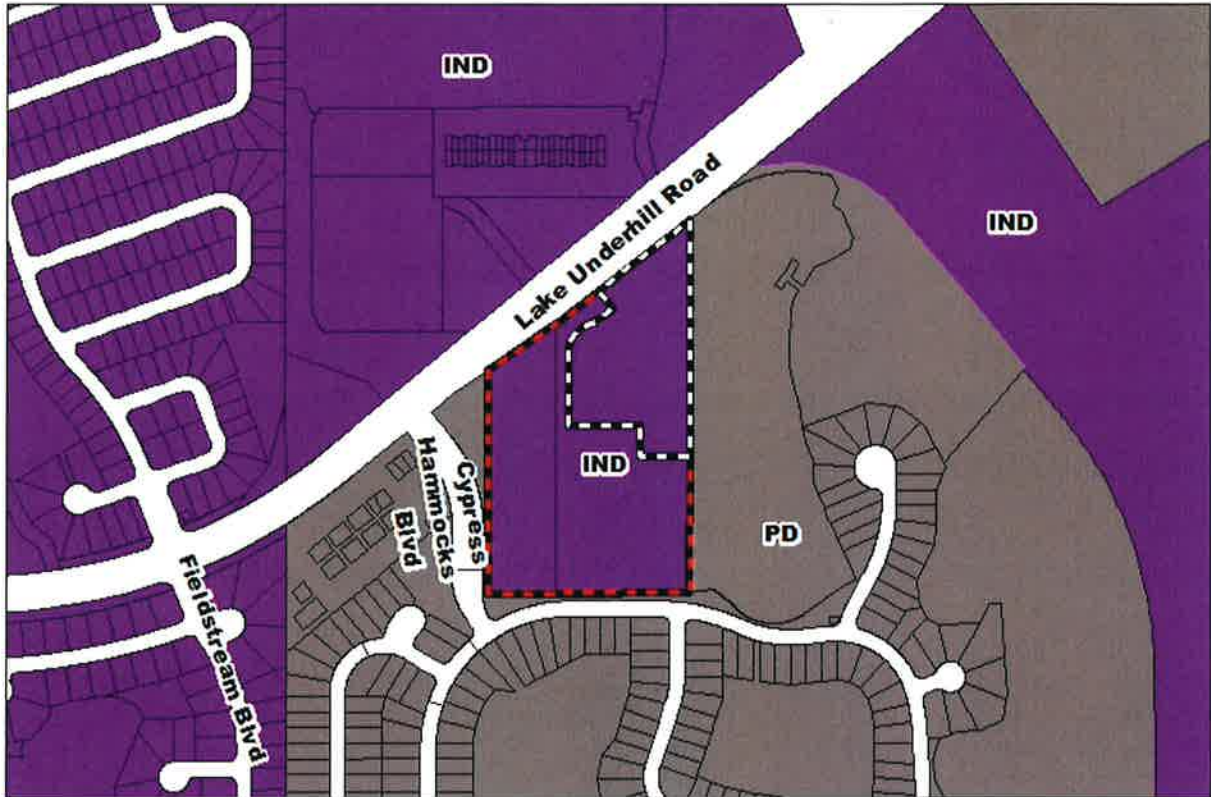 IND
Lake Underhill Road
IND
IND
Cypress
Hammocks
Blvd
PD
Fieldstream Blvd